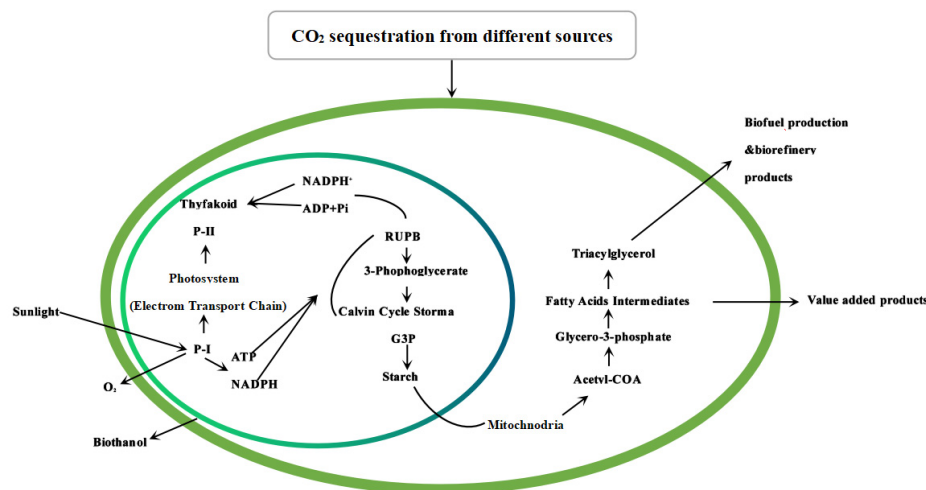 CO₂ sequestration from different sources
Biofuel production
&biorefinery
products
NADPH⁺
Thyfakoid
ADP+Pi
P-II
RUPB
Triacylglycerol
Photosystem
3-Phophoglycerate
(Electrom Transport Chain)
Fatty Acids Intermediates
Value added products
Sunlight
Calvin Cycle Storma
Glycero-3-phosphate
G3P
P-I
ATP
Starch
Acetyl-COA
NADPH
O₂
Mitochnodria
Biothanol